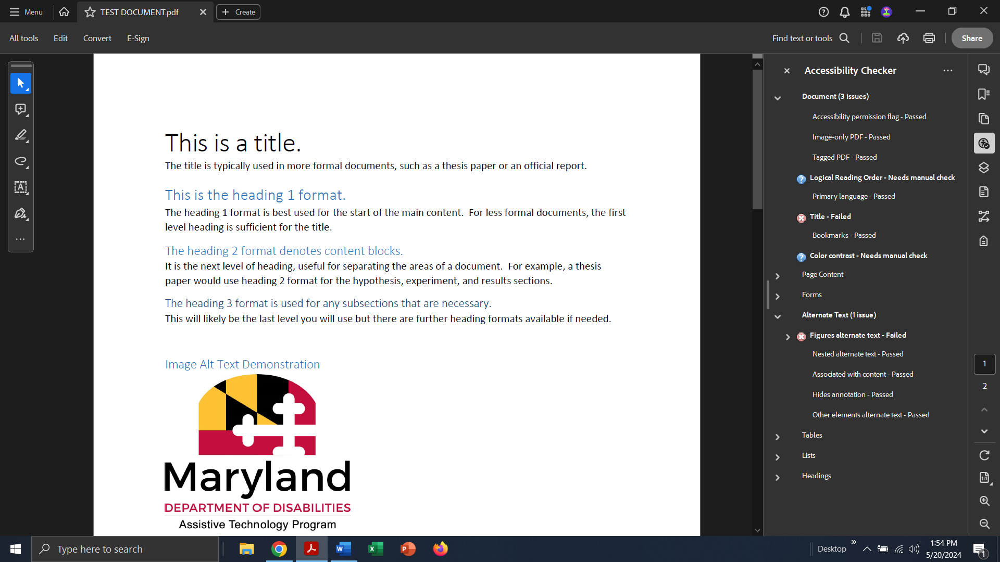 Menu
TEST DOCUMENT.pdf
Create
All tools
Edit
Convert
E-Sign
Find text or tools
Share
This is a title.
The title is typically used in more formal documents, such as a thesis paper or an official report.
This is the heading 1 format.
The heading 1 format is best used for the start of the main content.  For less formal documents, the first
level heading is sufficient for the title.
The heading 2 format denotes content blocks.
It is the next level of heading, useful for separating the areas of a document.  For example, a thesis
paper would use heading 2 format for the hypothesis, experiment, and results sections.
The heading 3 format is used for any subsections that are necessary.
This will likely be the last level you will use but there are further heading formats available if needed.
Image Alt Text Demonstration
Maryland
DEPARTMENT OF DISABILITIES
Assistive Technology Program
Accessibility Checker
Document (3 issues)
Accessibility permission flag - Passed
Image-only PDF - Passed
Tagged PDF - Passed
Logical Reading Order - Needs manual check
Primary language - Passed
Title - Failed
Bookmarks - Passed
Color contrast - Needs manual check
Page Content
Forms
Alternate Text (1 issue)
Figures alternate text - Failed
Nested alternate text - Passed
Associated with content - Passed
Hides annotation - Passed
Other elements alternate text - Passed
Tables
Lists
Headings
1
2
1:1
Type here to search
Desktop
1:54 PM
5/20/2024
1